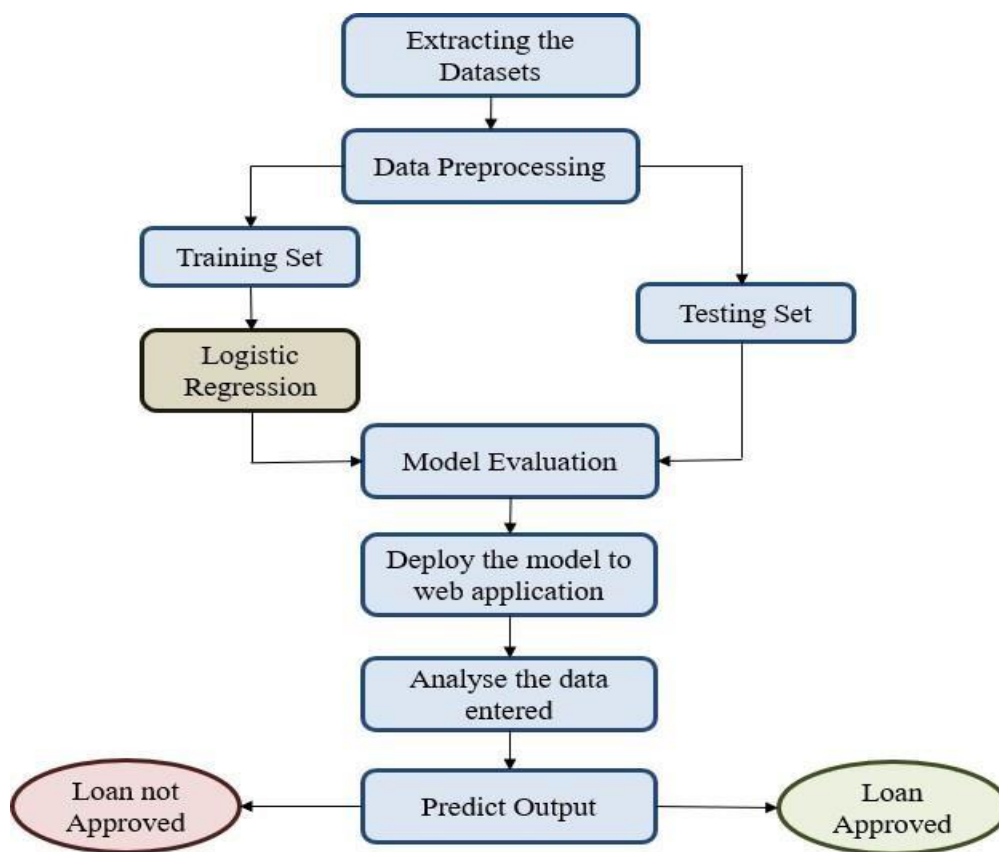 Extracting the
Datasets
Data Preprocessing
Training Set
Testing Set
Logistic
Regression
Model Evaluation
Deploy the model to
web application
Analyse the data
entered
Loan not
Approved
Predict Output
Loan
Approved